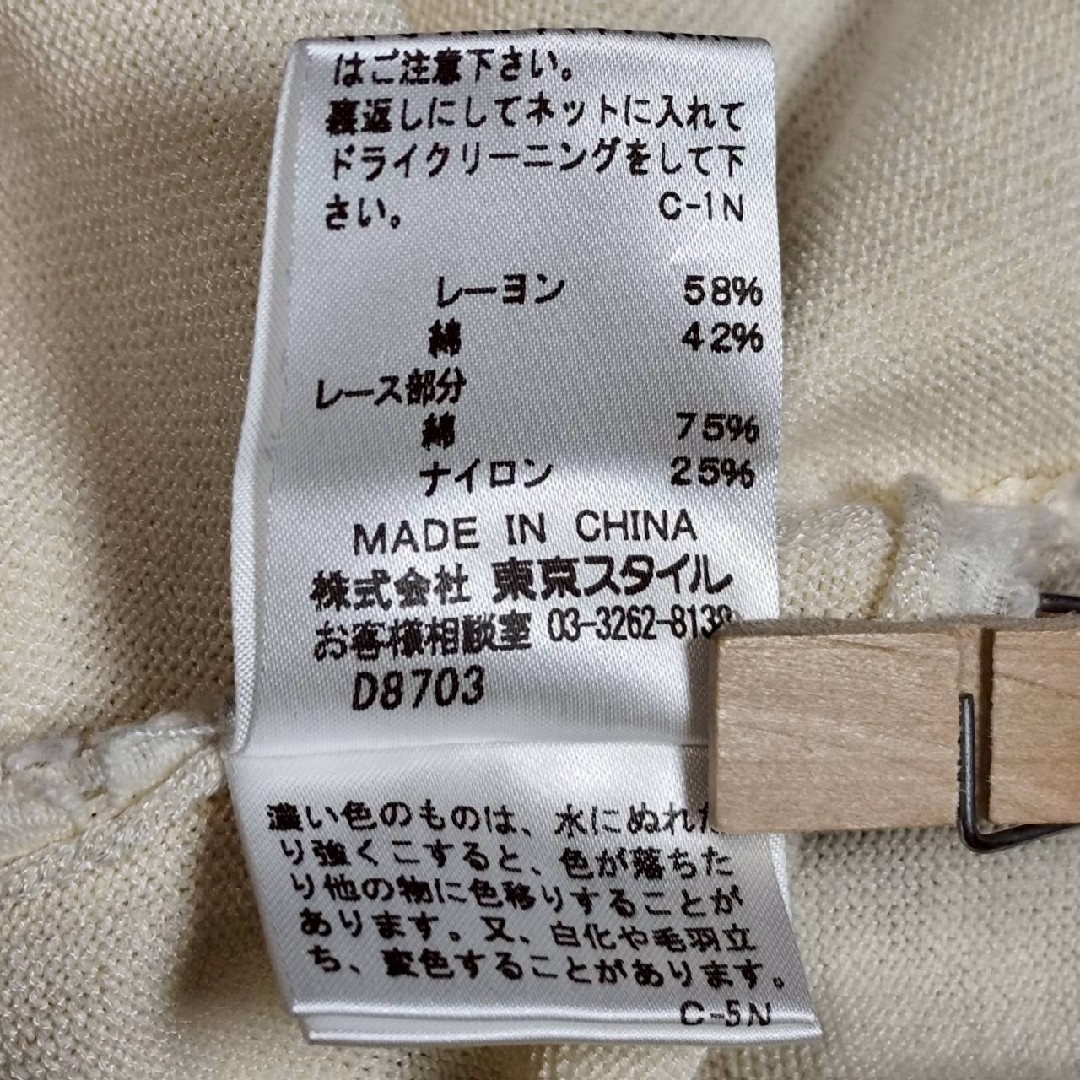 はご注意下さい。
裏返しにしてネットに入れて
ドライクリーニングをして下
さい。 C-1N
レーヨン 58%
綿 42%
レース部分
綿 75%
ナイロン 25%
MADE IN CHINA
株式会社 東京スタイル
お客様相談室 03-3262-813
D8703
濃い色のものは、水にぬれた
り強くこすると、色が落ちた
り他の物に色移りすることが
あります。又、白化や毛羽立
ち、変色することがあります。
C-5N